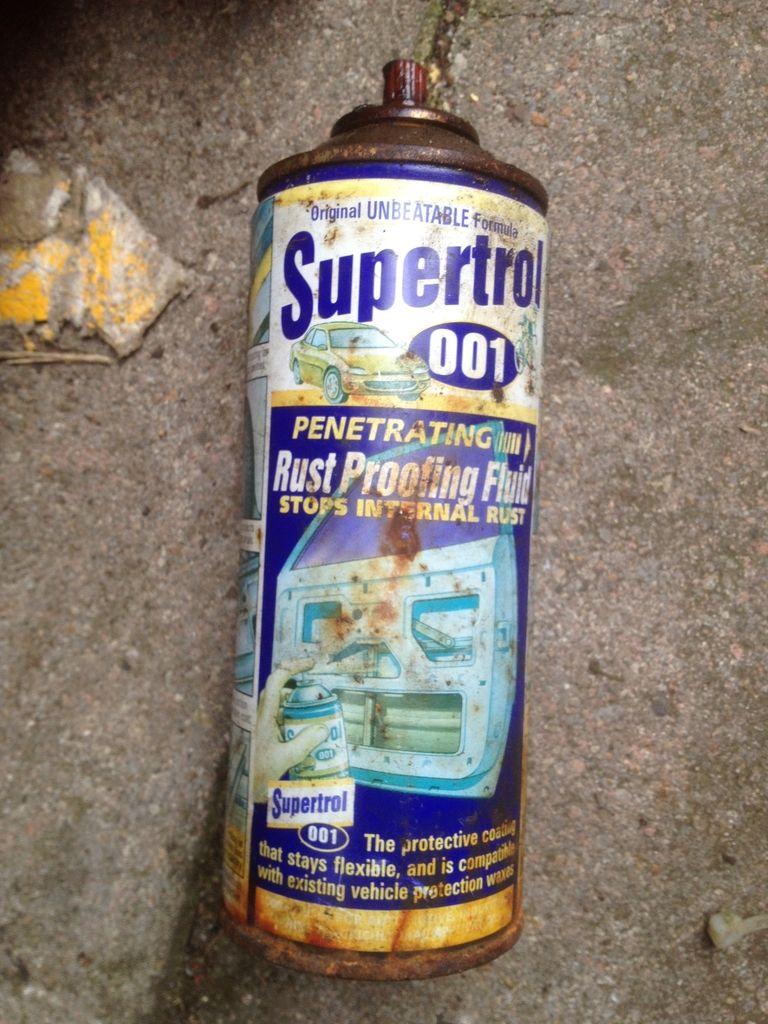 Original UNBEATABLE Formula
Supertrol
001
PENETRATING
Rust Proofing Fluid
STOPS INTERNAL RUST
001
Supertrol
001
The protective coating
that stays flexible, and is compatible
with existing vehicle protection waxes